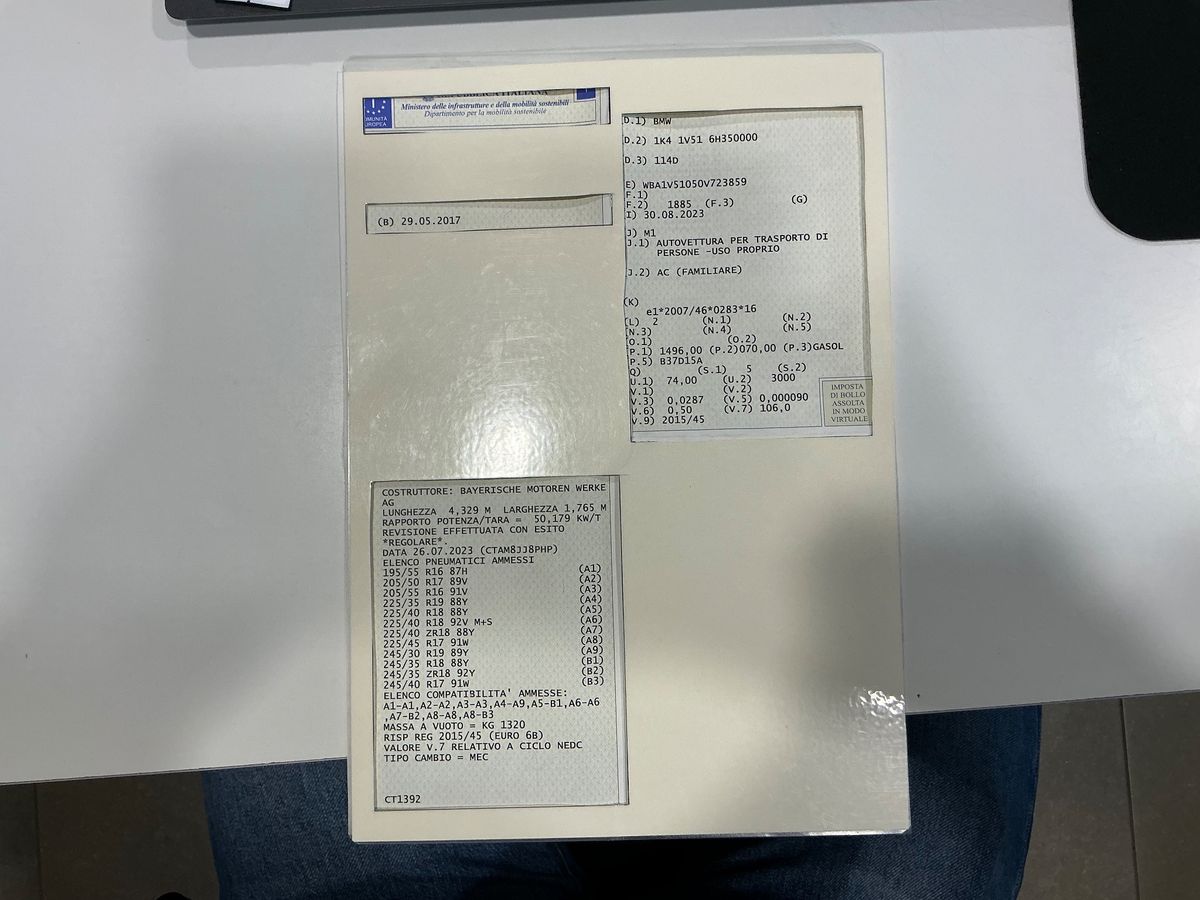 Ministero delle infrastrutture e della mobilità sostenibili
Dipartimento per la mobilità sostenibile
(B) 29.05.2017
D.1) BMW
D.2) 1K4 1V51 6H350000
D.3) 114D
E) WBA1V51050V723859
F.1)
F.2) 1885 (F.3) (G)
I) 30.08.2023
J) M1
J.1) AUTOVETTURA PER TRASPORTO DI
PERSONE -USO PROPRIO
J.2) AC (FAMILIARE)
(K)
e1*2007/46*0283*16
(L) 2 (N.1) (N.2)
(N.3) (N.4) (N.5)
(O.1) (O.2)
P.1) 1496,00 (P.2)070,00 (P.3)GASOL
P.5) B37D15A
Q) (S.1) 5 (S.2)
U.1) 74,00 (U.2) 3000
V.1) (V.2)
V.3) 0,0287 (V.5) 0,000090
V.6) 0,50 (V.7) 106,0
V.9) 2015/45
IMPOSTA
DI BOLLO
ASSOLTA
IN MODO
VIRTUALE
COSTRUTTORE: BAYERISCHE MOTOREN WERKE
AG
LUNGHEZZA 4,329 M LARGHEZZA 1,765 M
RAPPORTO POTENZA/TARA = 50,179 KW/T
REVISIONE EFFETTUATA CON ESITO
*REGOLARE*.
DATA 26.07.2023 (CTAM8JJ8PHP)
ELENCO PNEUMATICI AMMESSI
195/55 R16 87H (A1)
205/50 R17 89V (A2)
205/55 R16 91V (A3)
225/35 R19 88Y (A4)
225/40 R18 88Y (A5)
225/40 R18 92V M+S (A6)
225/40 ZR18 88Y (A7)
225/45 R17 91W (A8)
245/30 R19 89Y (A9)
245/35 R18 88Y (B1)
245/35 ZR18 92Y (B2)
245/40 R17 91W (B3)
ELENCO COMPATIBILITA' AMMESSE:
A1-A1,A2-A2,A3-A3,A4-A9,A5-B1,A6-A6
,A7-B2,A8-A8,A8-B3
MASSA A VUOTO = KG 1320
RISP REG 2015/45 (EURO 6B)
VALORE V.7 RELATIVO A CICLO NEDC
TIPO CAMBIO = MEC
CT1392